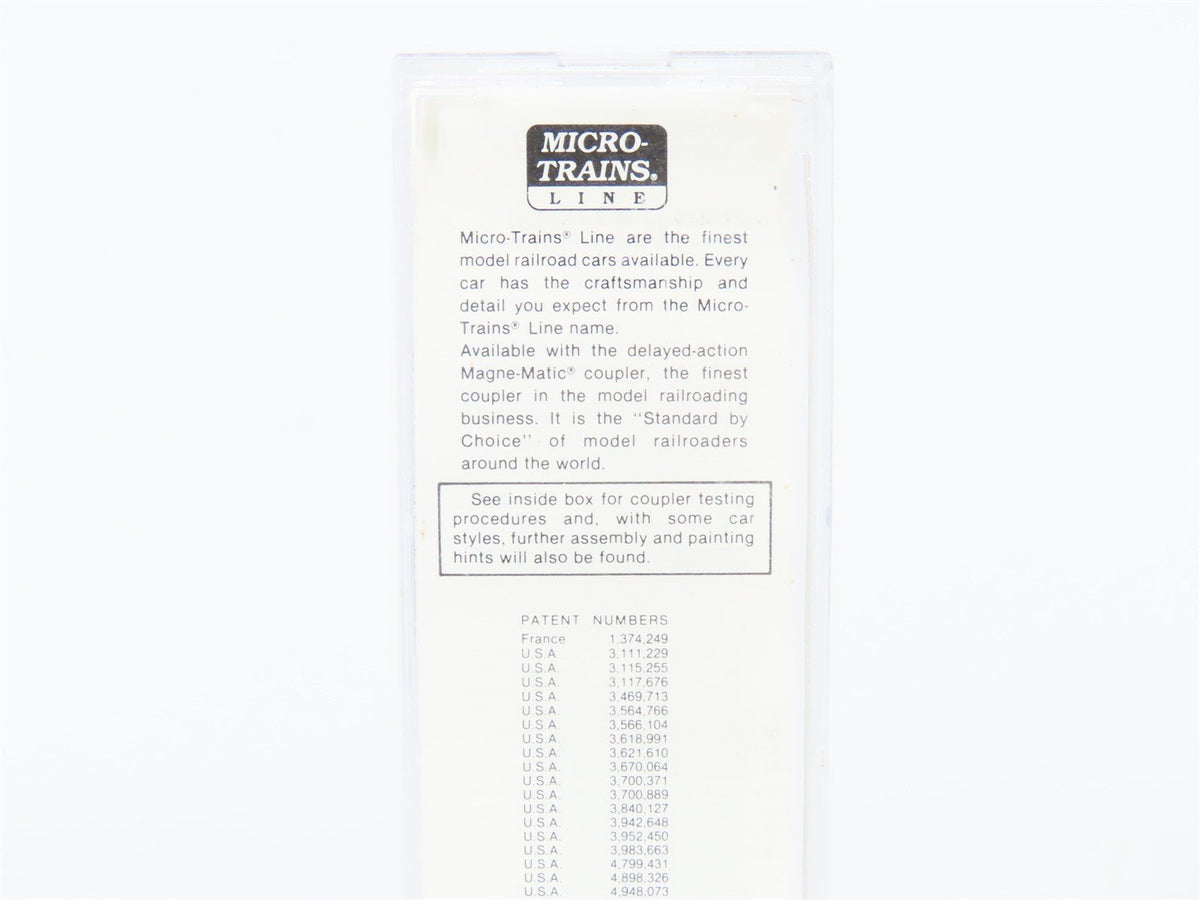 MICRO-
TRAINS®
LINE
Micro-Trains® Line are the finest
model railroad cars available. Every
car has the craftsmanship and
detail you expect from the Micro-
Trains® Line name.
Available with the delayed-action
Magne-Matic® coupler, the finest
coupler in the model railroading
business. It is the "Standard by
Choice" of model railroaders
around the world.
See inside box for coupler testing
procedures and, with some car
styles, further assembly and painting
hints will also be found.
PATENT NUMBERS
France 1,374,249
U.S.A. 3,111,229
U.S.A. 3,115,255
U.S.A. 3,117,676
U.S.A. 3,469,713
U.S.A. 3,564,766
U.S.A. 3,566,104
U.S.A. 3,618,991
U.S.A. 3,621,610
U.S.A. 3,670,064
U.S.A. 3,700,371
U.S.A. 3,700,889
U.S.A. 3,840,127
U.S.A. 3,942,648
U.S.A. 3,952,450
U.S.A. 3,983,663
U.S.A. 4,799,431
U.S.A. 4,898,326
U.S.A. 4,948,073